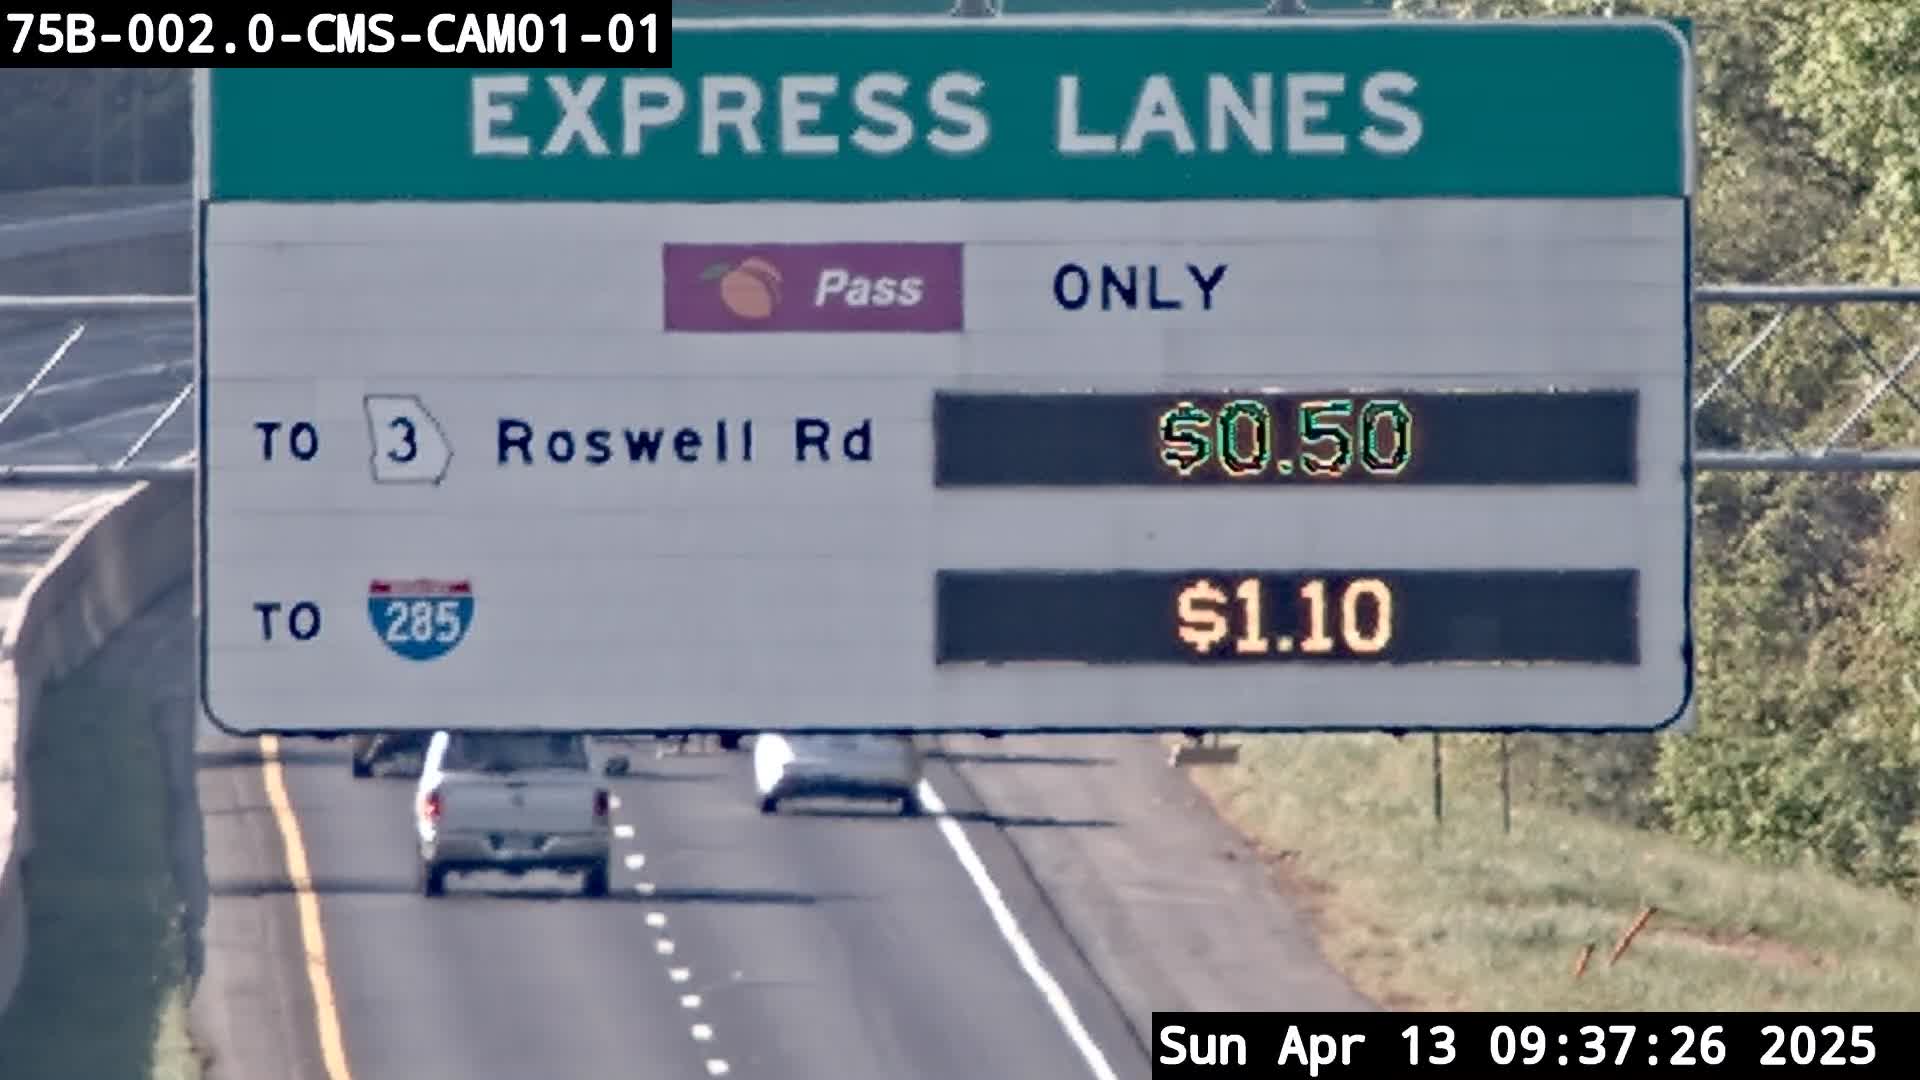 75B-002.0-CMS-CAM01-01
EXPRESS LANES
Pass ONLY
TO 3 Roswell Rd $0.50
TO 285 $1.10
Sun Apr 13 09:37:26 2025